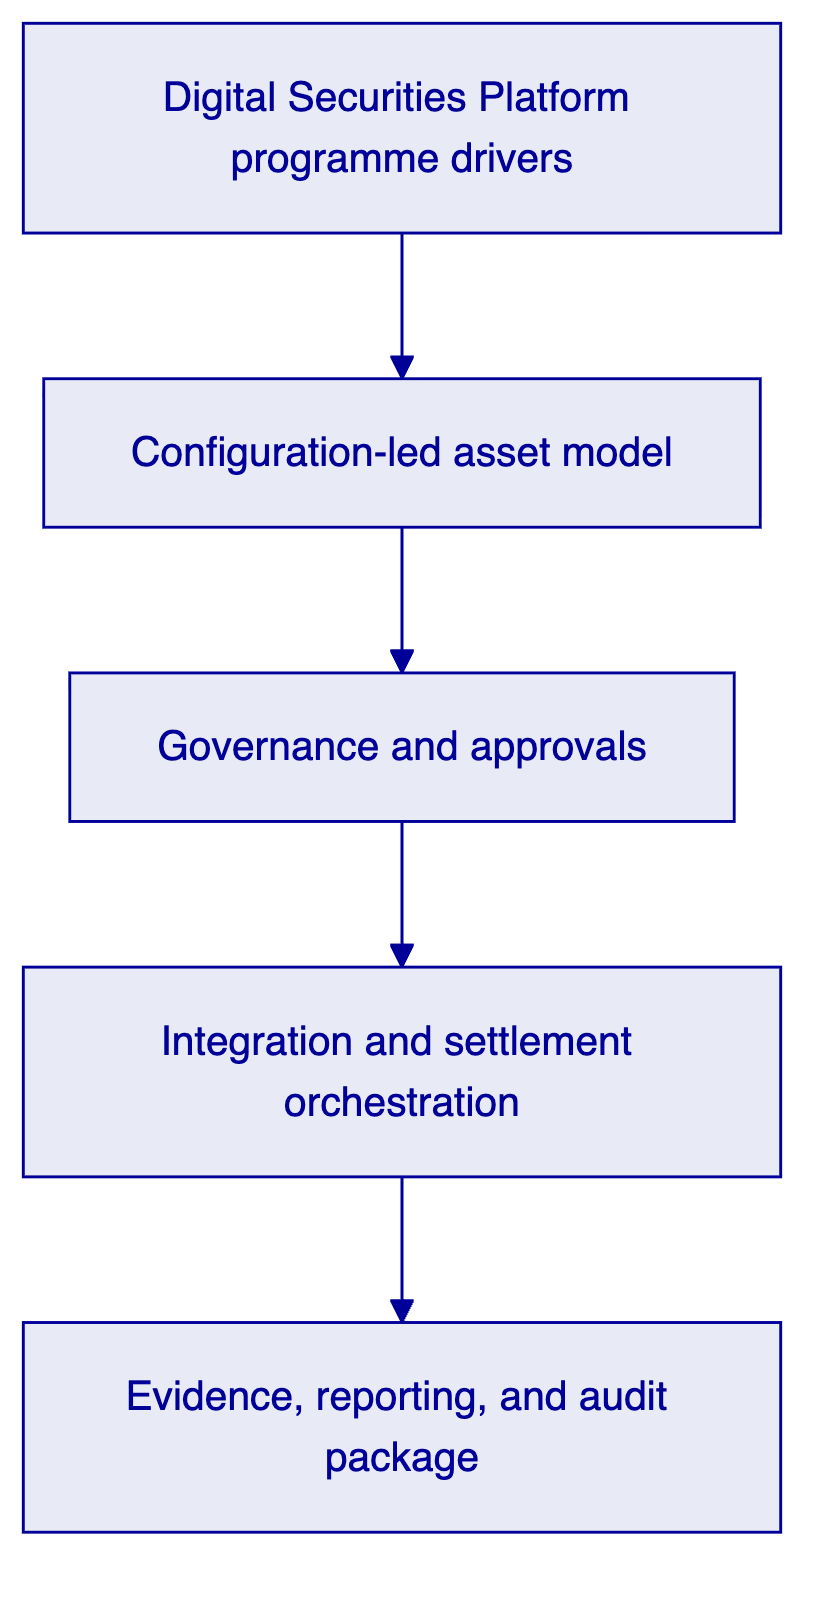 Digital Securities Platform
programme drivers
Configuration-led asset model
Governance and approvals
Integration and settlement
orchestration
Evidence, reporting, and audit
package